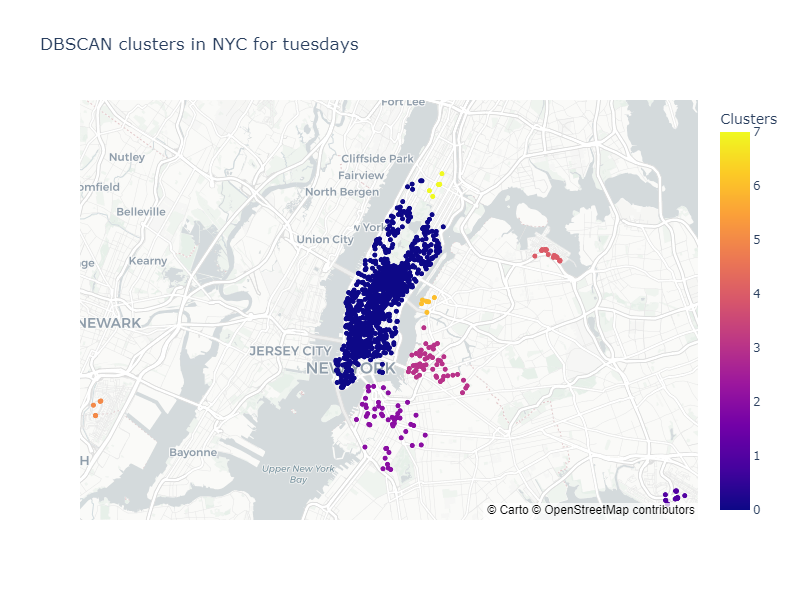 DBSCAN clusters in NYC for tuesdays
Fort Lee
Clusters
7
Nutley
Cliffside Park
Fairview
omfield
North Bergen
6
Belleville
w York
Union City
5
ge
Kearny
4
NEWARK
JERSEY CITY
3
NEW YORK
2
Bayonne
H
1
Upper New York
Bay
© Carto © OpenStreetMap contributors
0